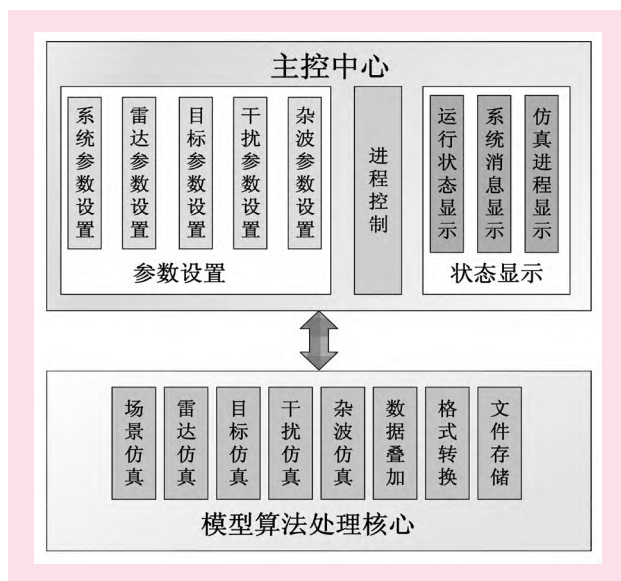 主控中心
系统参数设置
雷达参数设置
目标参数设置
干扰参数设置
杂波参数设置
参数设置
进程控制
运行状态显示
系统消息显示
仿真进程显示
状态显示
场景仿真
雷达仿真
目标仿真
干扰仿真
杂波仿真
数据叠加
格式转换
文件存储
模型算法处理核心